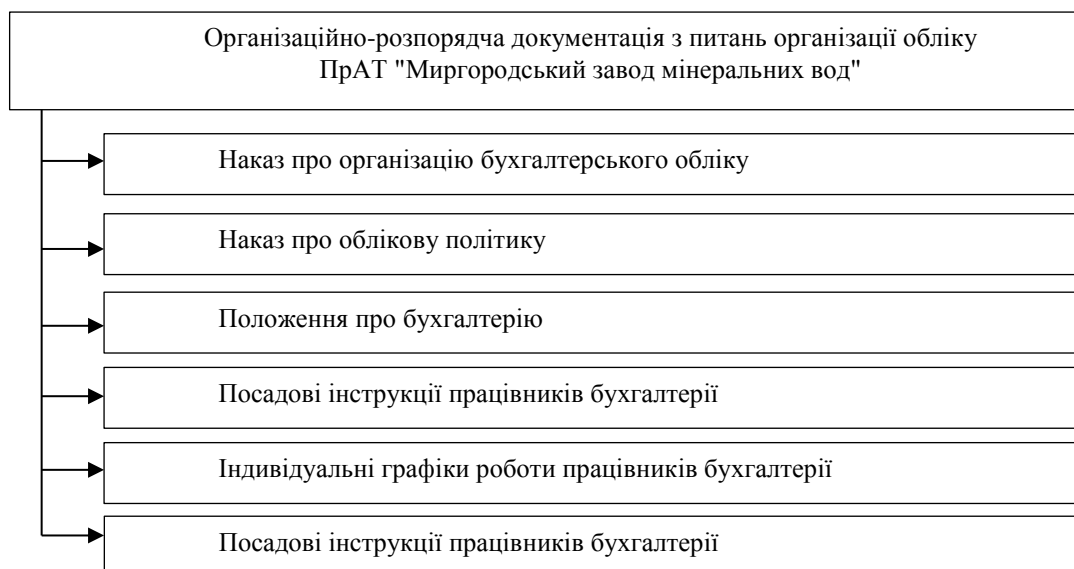 Організаційно-розпорядча документація з питань організації обліку
ПрАТ "Миргородський завод мінеральних вод"
Наказ про організацію бухгалтерського обліку
Наказ про облікову політику
Положення про бухгалтерію
Посадові інструкції працівників бухгалтерії
Індивідуальні графіки роботи працівників бухгалтерії
Посадові інструкції працівників бухгалтерії